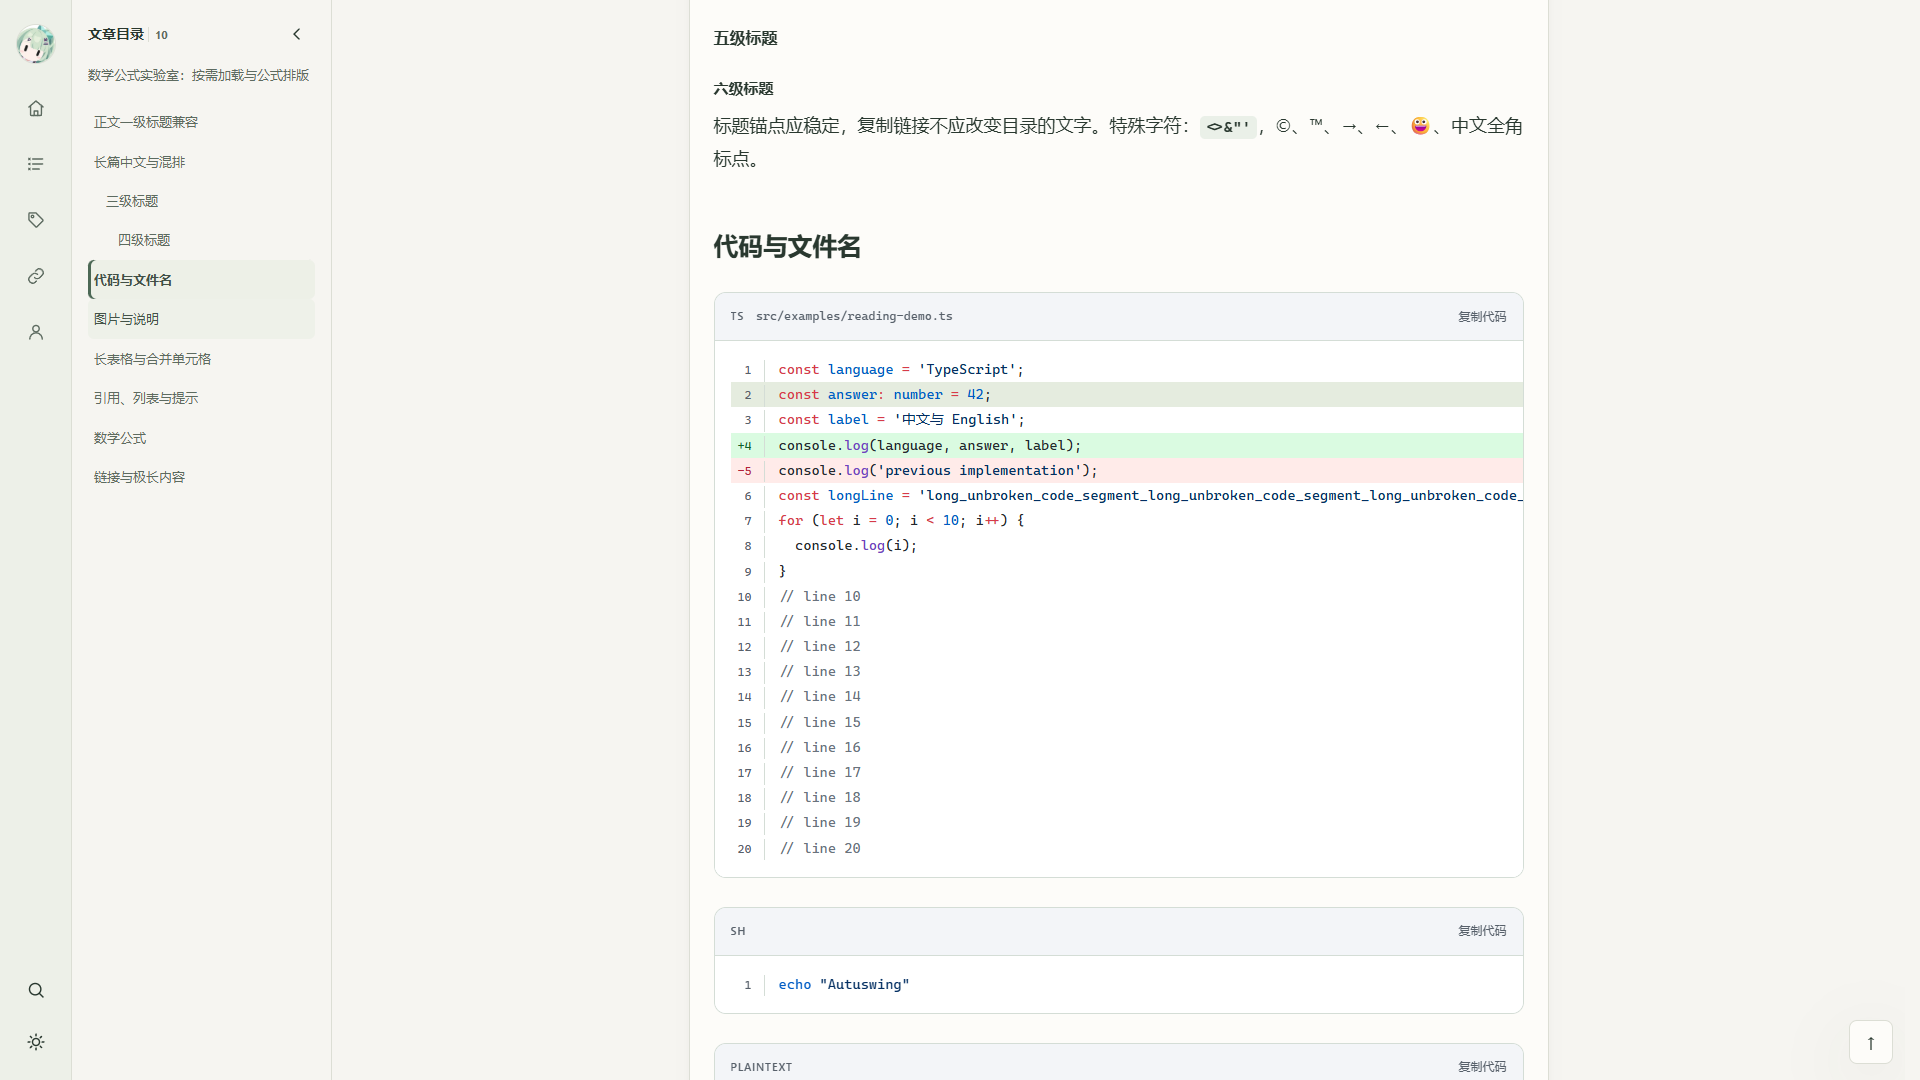 文章目录 10
数学公式实验室：按需加载与公式排版
正文一级标题兼容
长篇中文与混排
三级标题
四级标题
代码与文件名
图片与说明
长表格与合并单元格
引用、列表与提示
数学公式
链接与极长内容
五级标题
六级标题
标题锚点应稳定，复制链接不应改变目录的文字。特殊字符： <>&"' ，©、™、→、←、😀、中文全角
标点。
代码与文件名
TS src/examples/reading-demo.ts 复制代码
1 const language = 'TypeScript';
2 const answer: number = 42;
3 const label = '中文与 English';
+4 console.log(language, answer, label);
-5 console.log('previous implementation');
6 const longLine = 'long_unbroken_code_segment_long_unbroken_code_segment_long_unbroken_code_
7 for (let i = 0; i < 10; i++) {
8 console.log(i);
9 }
10 // line 10
11 // line 11
12 // line 12
13 // line 13
14 // line 14
15 // line 15
16 // line 16
17 // line 17
18 // line 18
19 // line 19
20 // line 20
SH 复制代码
1 echo "Autuswing"
PLAINTEXT 复制代码
↑